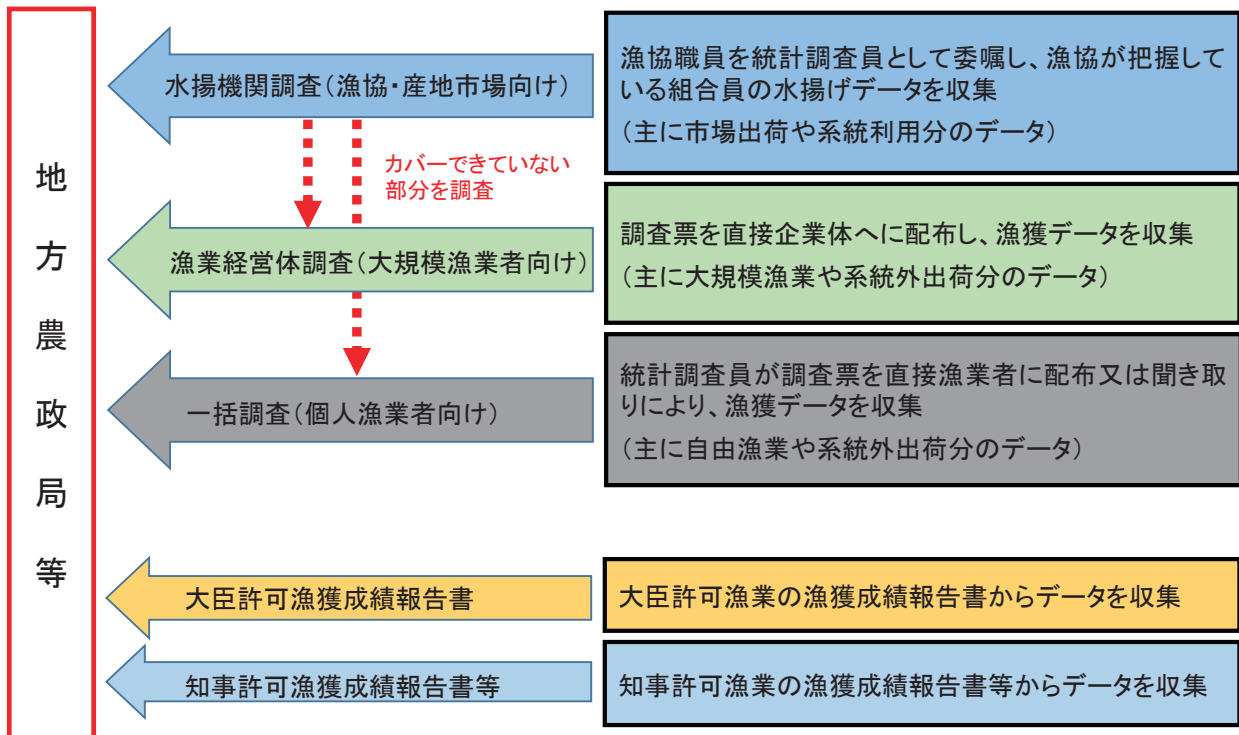 地方農政局等
水揚機関調査(漁協・産地市場向け)
漁協職員を統計調査員として委嘱し、漁協が把握して
いる組合員の水揚げデータを収集
(主に市場出荷や系統利用分のデータ)
カバーできていない
部分を調査
漁業経営体調査(大規模漁業者向け)
調査票を直接企業体へに配布し、漁獲データを収集
(主に大規模漁業や系統外出荷分のデータ)
一括調査(個人漁業者向け)
統計調査員が調査票を直接漁業者に配布又は聞き取
りにより、漁獲データを収集
(主に自由漁業や系統外出荷分のデータ)
大臣許可漁獲成績報告書
大臣許可漁業の漁獲成績報告書からデータを収集
知事許可漁獲成績報告書等
知事許可漁業の漁獲成績報告書等からデータを収集